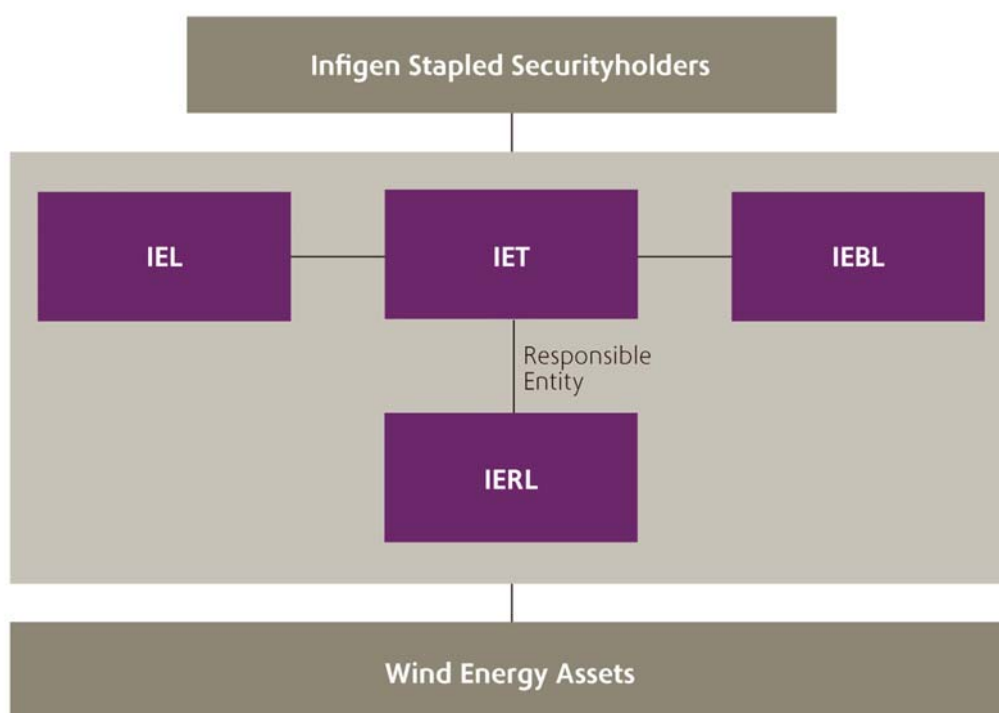 Infigen Stapled Securityholders
IEL
IET
IEBL
Responsible
Entity
IERL
Wind Energy Assets